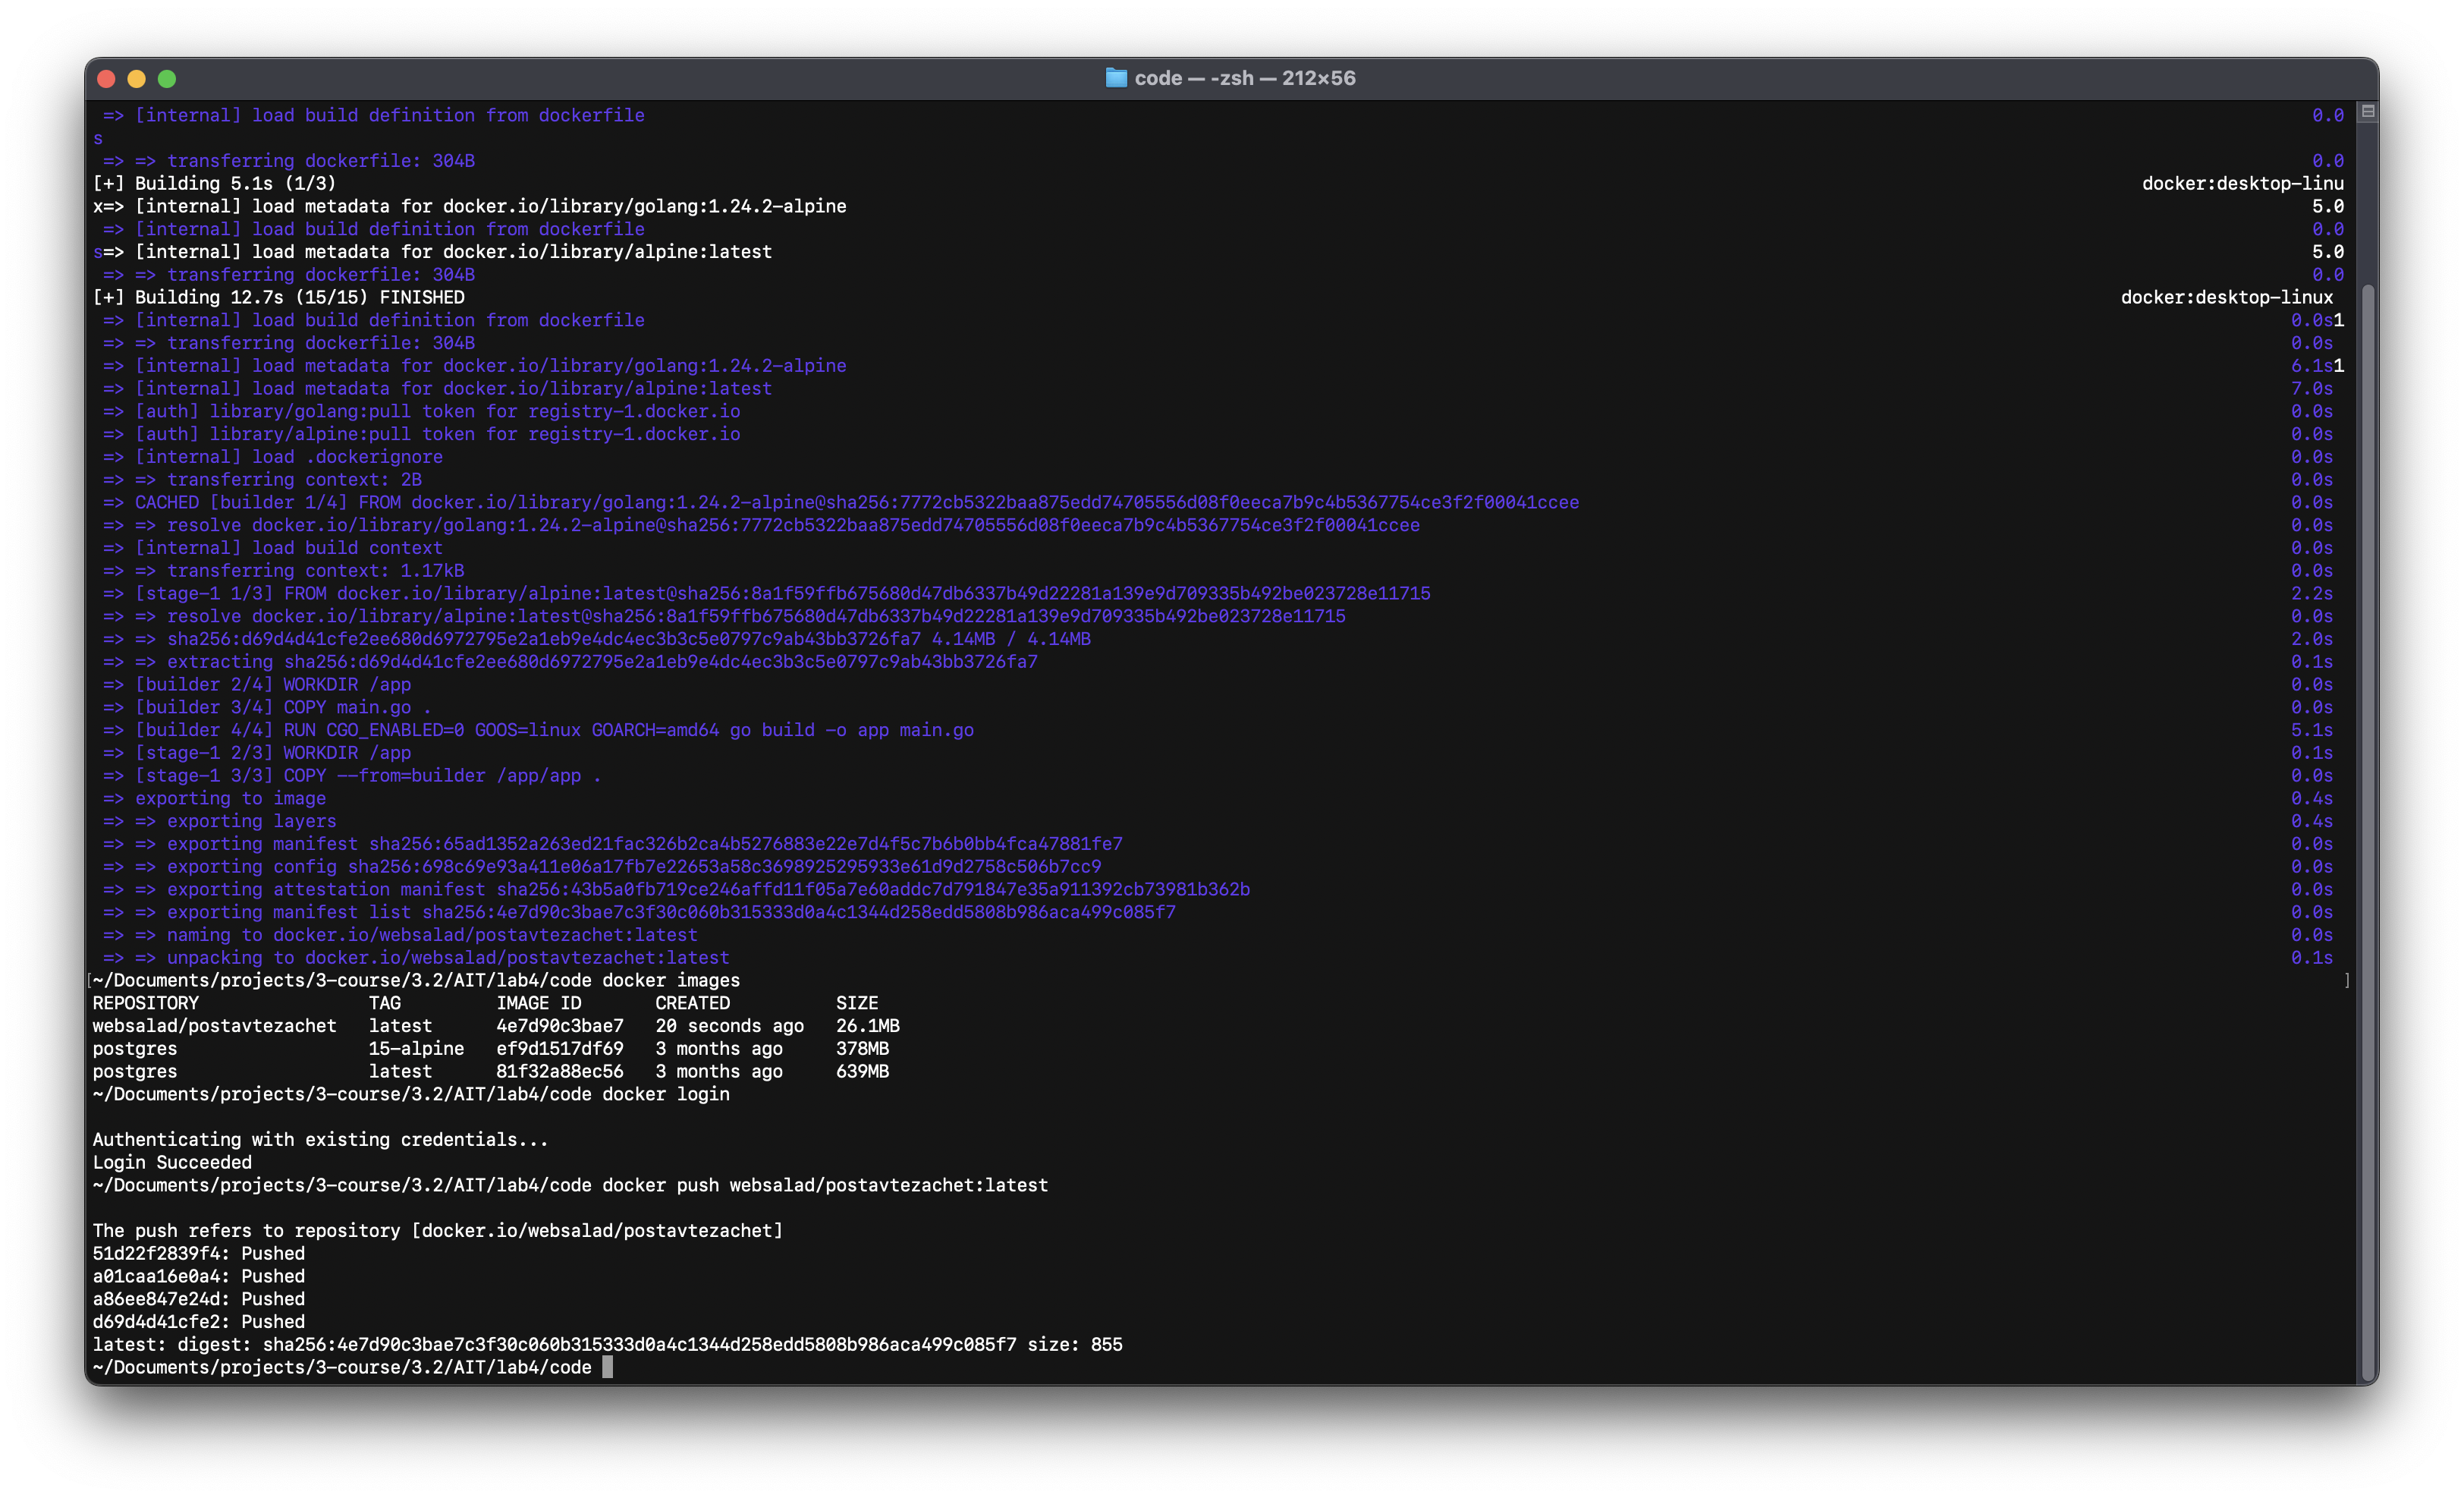 code — -zsh — 212×56
=> [internal] load build definition from dockerfile 0.0
s
=> => transferring dockerfile: 304B 0.0
[+] Building 5.1s (1/3) docker:desktop-linu
x=> [internal] load metadata for docker.io/library/golang:1.24.2-alpine 5.0
=> [internal] load build definition from dockerfile 0.0
s=> [internal] load metadata for docker.io/library/alpine:latest 5.0
=> => transferring dockerfile: 304B 0.0
[+] Building 12.7s (15/15) FINISHED docker:desktop-linux
=> [internal] load build definition from dockerfile 0.0s1
=> => transferring dockerfile: 304B 0.0s
=> [internal] load metadata for docker.io/library/golang:1.24.2-alpine 6.1s1
=> [internal] load metadata for docker.io/library/alpine:latest 7.0s
=> [auth] library/golang:pull token for registry-1.docker.io 0.0s
=> [auth] library/alpine:pull token for registry-1.docker.io 0.0s
=> [internal] load .dockerignore 0.0s
=> => transferring context: 2B 0.0s
=> CACHED [builder 1/4] FROM docker.io/library/golang:1.24.2-alpine@sha256:7772cb5322baa875edd74705556d08f0eeca7b9c4b5367754ce3f2f00041ccee 0.0s
=> => resolve docker.io/library/golang:1.24.2-alpine@sha256:7772cb5322baa875edd74705556d08f0eeca7b9c4b5367754ce3f2f00041ccee 0.0s
=> [internal] load build context 0.0s
=> => transferring context: 1.17kB 0.0s
=> [stage-1 1/3] FROM docker.io/library/alpine:latest@sha256:8a1f59ffb675680d47db6337b49d22281a139e9d709335b492be023728e11715 2.2s
=> => resolve docker.io/library/alpine:latest@sha256:8a1f59ffb675680d47db6337b49d22281a139e9d709335b492be023728e11715 0.0s
=> => sha256:d69d4d41cfe2ee680d6972795e2a1eb9e4dc4ec3b3c5e0797c9ab43bb3726fa7 4.14MB / 4.14MB 2.0s
=> => extracting sha256:d69d4d41cfe2ee680d6972795e2a1eb9e4dc4ec3b3c5e0797c9ab43bb3726fa7 0.1s
=> [builder 2/4] WORKDIR /app 0.0s
=> [builder 3/4] COPY main.go . 0.0s
=> [builder 4/4] RUN CGO_ENABLED=0 GOOS=linux GOARCH=amd64 go build -o app main.go 5.1s
=> [stage-1 2/3] WORKDIR /app 0.1s
=> [stage-1 3/3] COPY --from=builder /app/app . 0.0s
=> exporting to image 0.4s
=> => exporting layers 0.4s
=> => exporting manifest sha256:65ad1352a263ed21fac326b2ca4b5276883e22e7d4f5c7b6b0bb4fca47881fe7 0.0s
=> => exporting config sha256:698c69e93a411e06a17fb7e22653a58c3698925295933e61d9d2758c506b7cc9 0.0s
=> => exporting attestation manifest sha256:43b5a0fb719ce246affd11f05a7e60addc7d791847e35a911392cb73981b362b 0.0s
=> => exporting manifest list sha256:4e7d90c3bae7c3f30c060b315333d0a4c1344d258edd5808b986aca499c085f7 0.0s
=> => naming to docker.io/websalad/postavtezachet:latest 0.0s
=> => unpacking to docker.io/websalad/postavtezachet:latest 0.1s
[~/Documents/projects/3-course/3.2/AIT/lab4/code docker images ]
REPOSITORY TAG IMAGE ID CREATED SIZE
websalad/postavtezachet latest 4e7d90c3bae7 20 seconds ago 26.1MB
postgres 15-alpine ef9d1517df69 3 months ago 378MB
postgres latest 81f32a88ec56 3 months ago 639MB
~/Documents/projects/3-course/3.2/AIT/lab4/code docker login
Authenticating with existing credentials...
Login Succeeded
~/Documents/projects/3-course/3.2/AIT/lab4/code docker push websalad/postavtezachet:latest
The push refers to repository [docker.io/websalad/postavtezachet]
51d22f2839f4: Pushed
a01caa16e0a4: Pushed
a86ee847e24d: Pushed
d69d4d41cfe2: Pushed
latest: digest: sha256:4e7d90c3bae7c3f30c060b315333d0a4c1344d258edd5808b986aca499c085f7 size: 855
~/Documents/projects/3-course/3.2/AIT/lab4/code